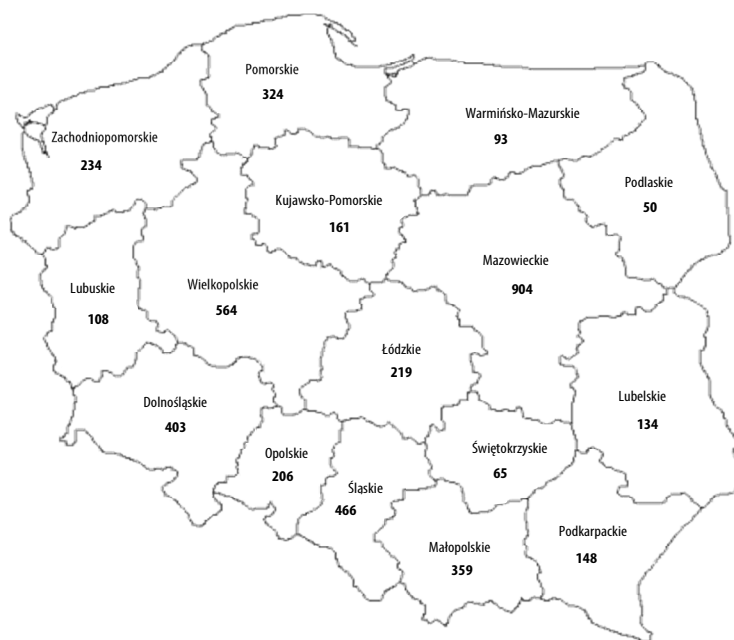 Pomorskie
324
Warmińsko-Mazurskie
93
Zachodniopomorskie
234
Podlaskie
50
Kujawsko-Pomorskie
161
Mazowieckie
904
Wielkopolskie
564
Lubuskie
108
Łódzkie
219
Lubelskie
134
Dolnośląskie
403
Opolskie
206
Świętokrzyskie
65
Śląskie
466
Małopolskie
359
Podkarpackie
148